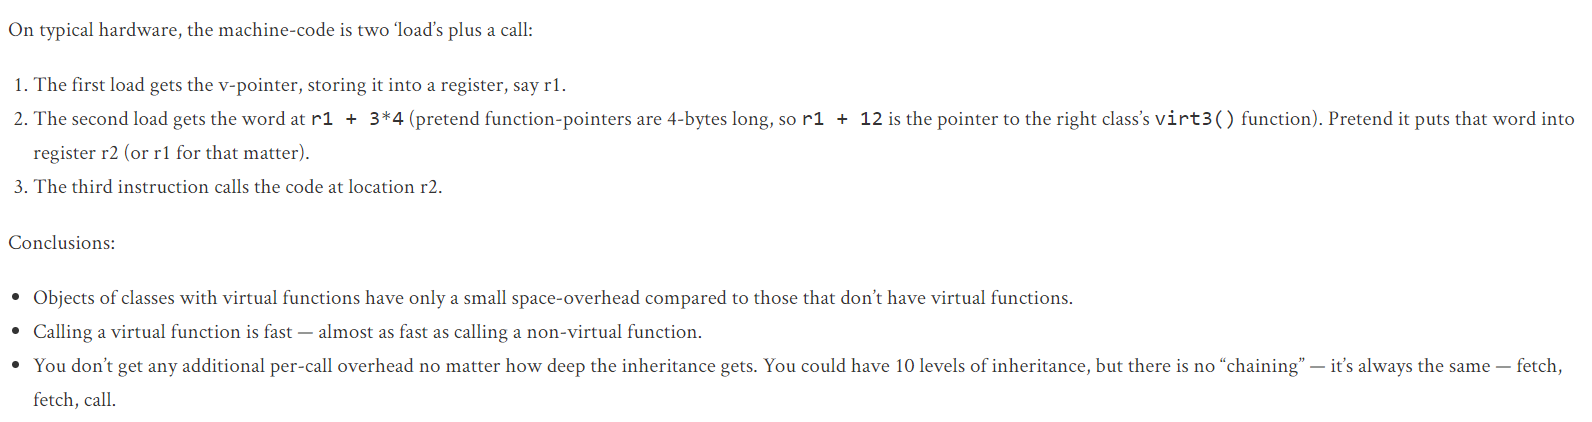 On typical hardware, the machine-code is two ‘load’s plus a call:
1. The first load gets the v-pointer, storing it into a register, say r1.
2. The second load gets the word at r1 + 3*4 (pretend function-pointers are 4-bytes long, so r1 + 12 is the pointer to the right class’s virt3() function). Pretend it puts that word into
register r2 (or r1 for that matter).
3. The third instruction calls the code at location r2.
Conclusions:
• Objects of classes with virtual functions have only a small space-overhead compared to those that don’t have virtual functions.
• Calling a virtual function is fast — almost as fast as calling a non-virtual function.
• You don’t get any additional per-call overhead no matter how deep the inheritance gets. You could have 10 levels of inheritance, but there is no “chaining” — it’s always the same — fetch,
fetch, call.